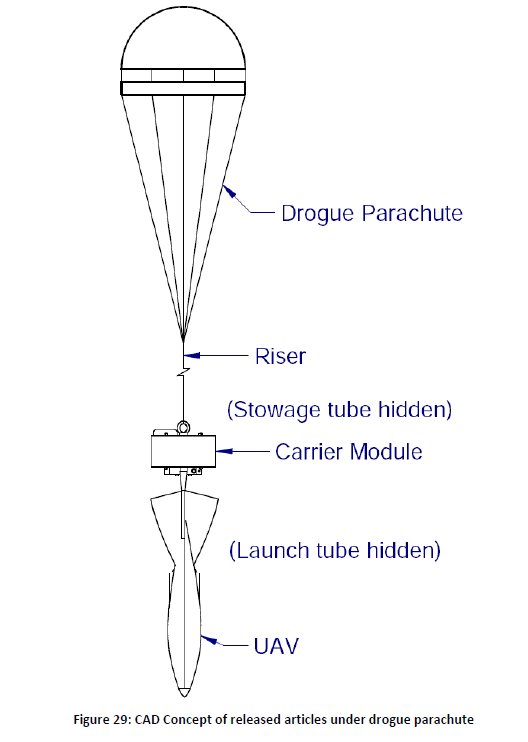 Drogue Parachute
Riser
(Stowage tube hidden)
Carrier Module
(Launch tube hidden)
UAV
Figure 29: CAD Concept of released articles under drogue parachute